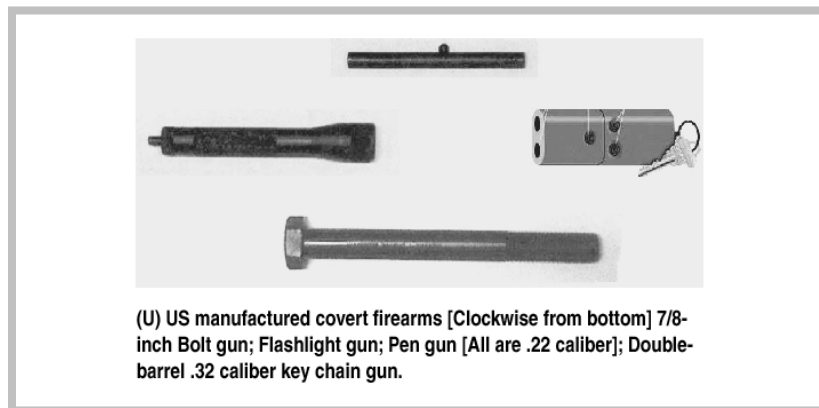 (U) US manufactured covert firearms [Clockwise from bottom] 7/8-
inch Bolt gun; Flashlight gun; Pen gun [All are .22 caliber]; Double-
barrel .32 caliber key chain gun.